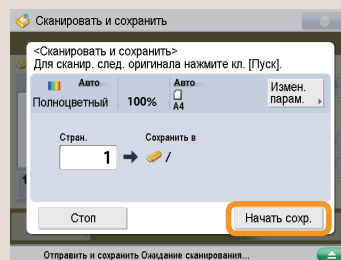 Сканировать и сохранить
<Сканировать и сохранить>
Для сканир. след. оригинала нажмите кл. [Пуск].
Авто
Полноцветный
100%
Авто
A4
Измен.
парам.
Стран.
Сохранить в
1
/
Стоп
Начать сохр.
Отправить и сохранить Ожидание сканирования...